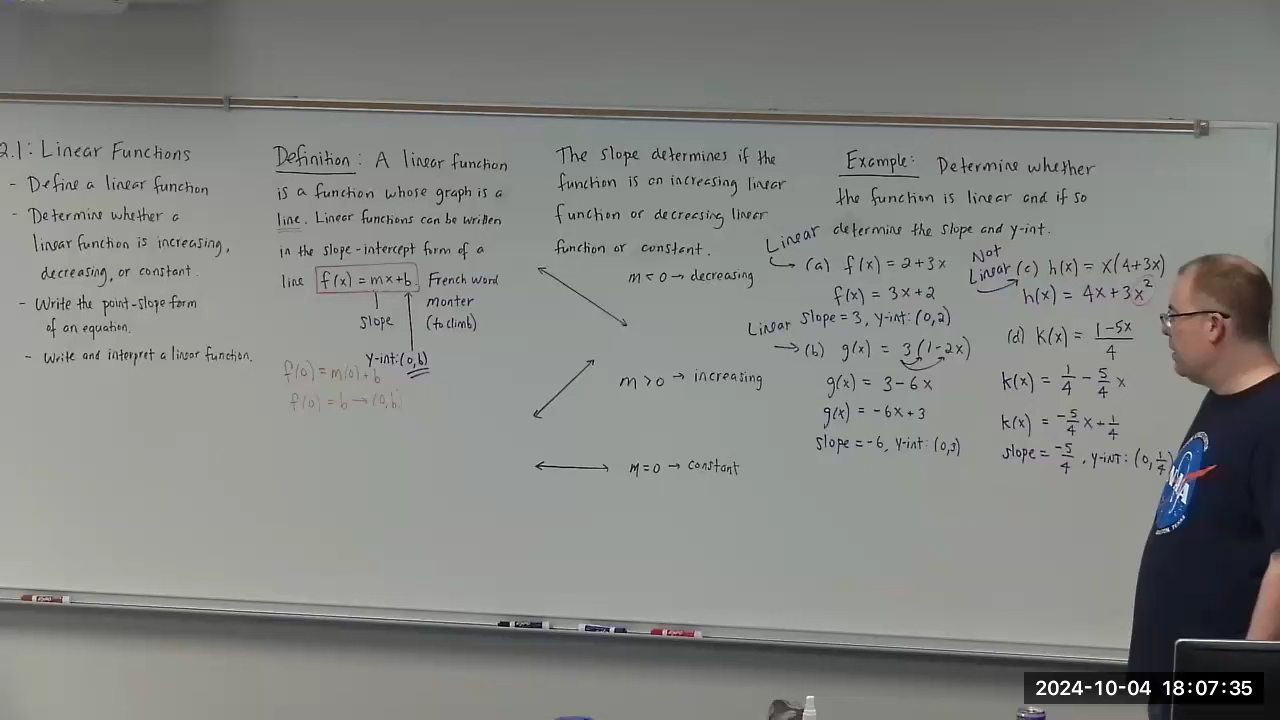 2.1: Linear Functions
- Define a linear function
- Determine whether a
linear function is increasing,
decreasing, or constant.
- Write the point-slope form
of an equation.
- Write and interpret a linear function.
Definition: A linear function
is a function whose graph is a
line. Linear functions can be written
in the slope-intercept form of a
line f(x) = mx+b. French word
monter
(to climb)
slope
y-int: (0,b)
f(0) = m(0)+b
f(0) = b → (0,b)
The slope determines if the
function is an increasing linear
function or decreasing linear
function or constant.
m < 0 → decreasing
m > 0 → increasing
m = 0 → constant
Example: Determine whether
the function is linear and if so
determine the slope and y-int.
Linear
(a) f(x) = 2+3x
f(x) = 3x+2
slope = 3, y-int: (0,2)
Linear
→ (b) g(x) = 3(1-2x)
g(x) = 3-6x
g(x) = -6x+3
slope = -6, y-int: (0,3)
Not
Linear (c) h(x) = x(4+3x)
h(x) = 4x+3x²
(d) k(x) = (1-5x)/4
k(x) = 1/4 - 5/4 x
k(x) = -5/4 x + 1/4
slope = -5/4, y-int: (0, 1/4)
2024-10-04 18:07:35